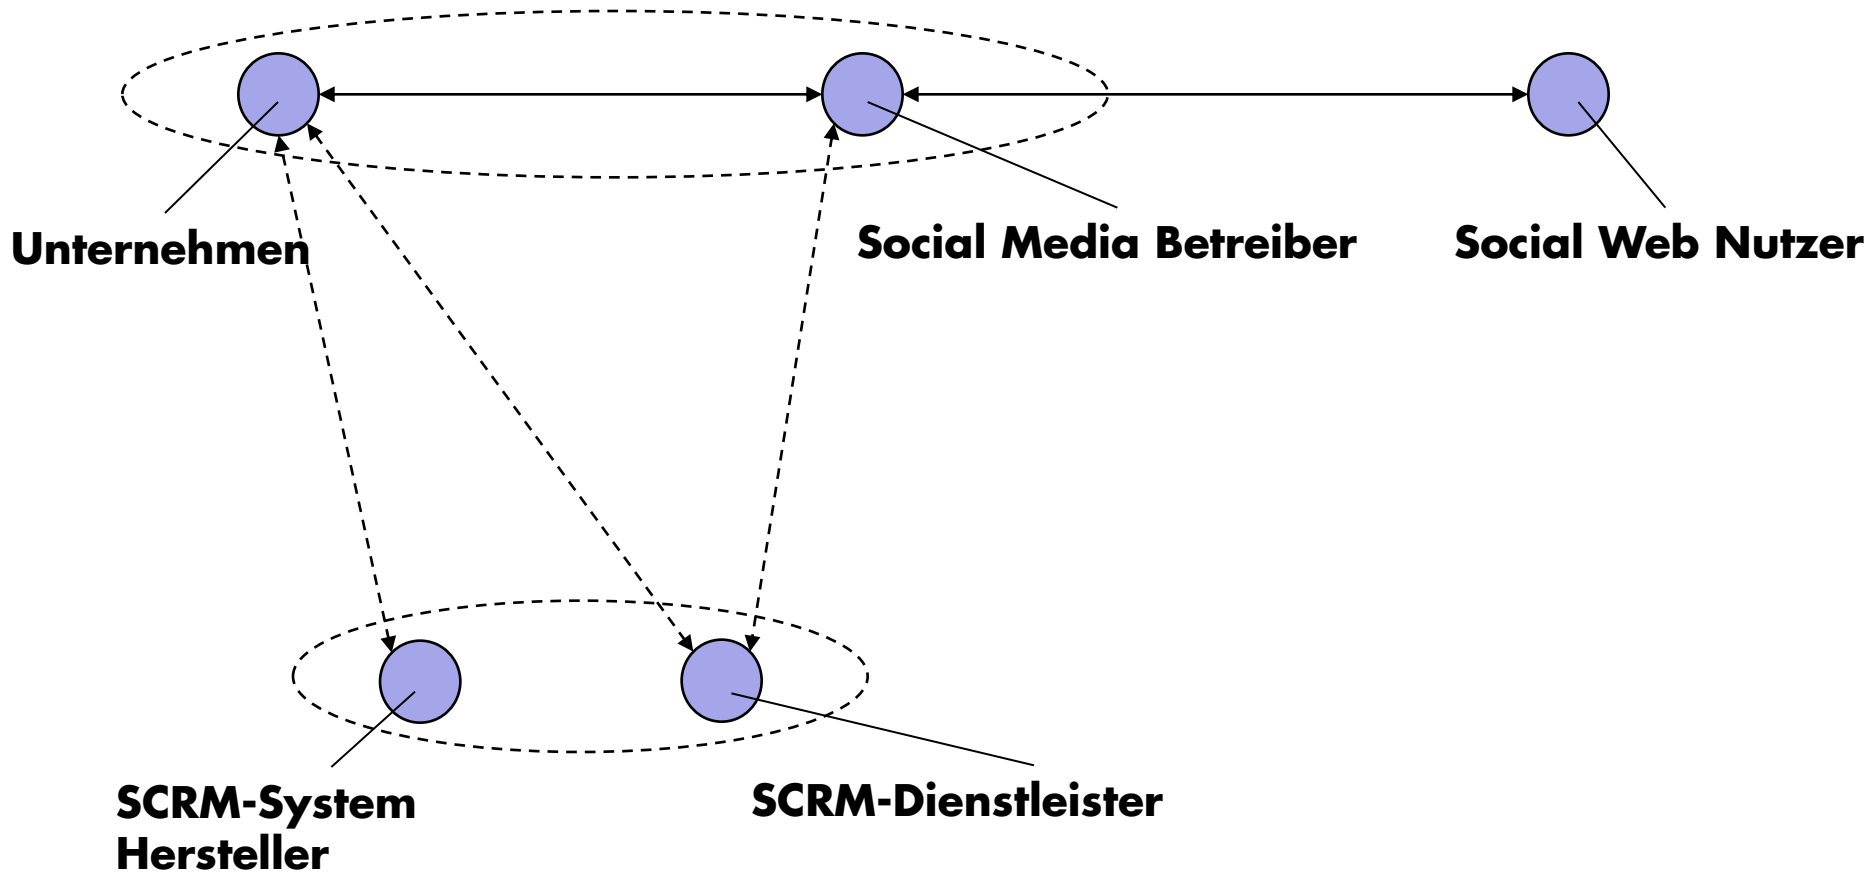 Unternehmen
Social Media Betreiber
Social Web Nutzer
SCRM-System
Hersteller
SCRM-Dienstleister